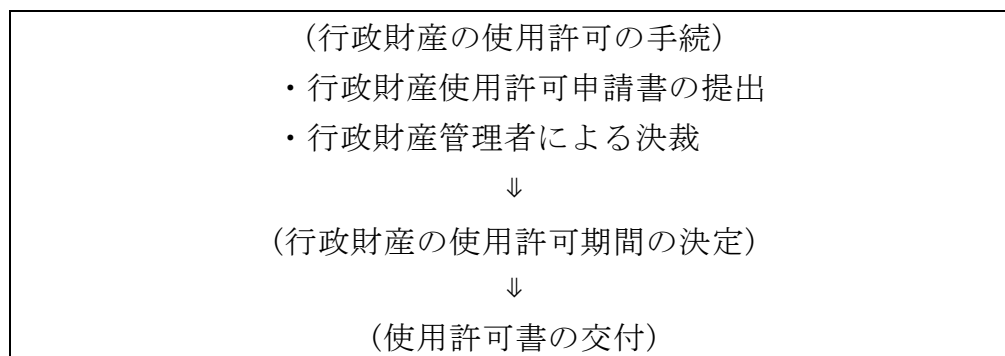 (行政財産の使用許可の手続)
・行政財産使用許可申請書の提出
・行政財産管理者による決裁
⇓
(行政財産の使用許可期間の決定)
⇓
(使用許可書の交付)